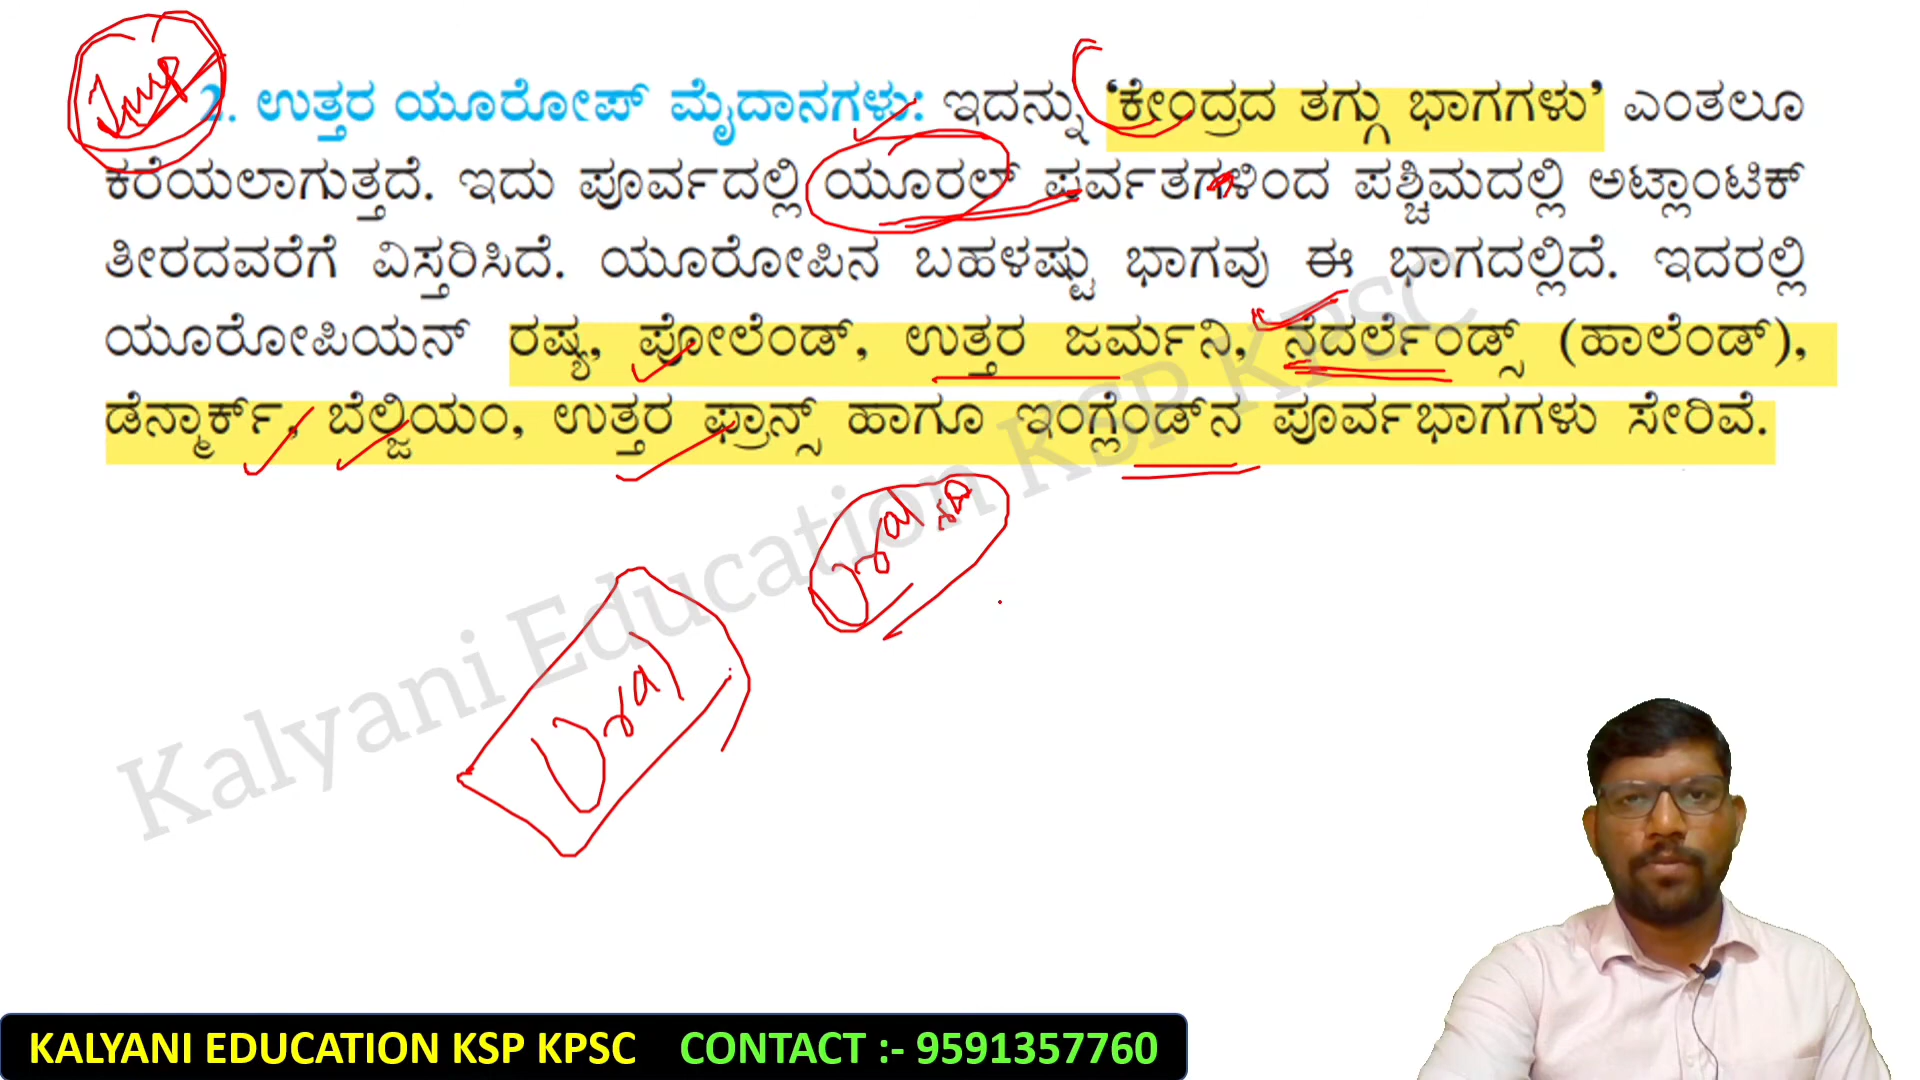 Imp
2. ಉತ್ತರ ಯೂರೋಪ್ ಮೈದಾನಗಳು: ಇದನ್ನು 'ಕೇಂದ್ರದ ತಗ್ಗು ಭಾಗಗಳು' ಎಂತಲೂ
ಕರೆಯಲಾಗುತ್ತದೆ. ಇದು ಪೂರ್ವದಲ್ಲಿ ಯೂರಲ್ ಪರ್ವತಗಳಿಂದ ಪಶ್ಚಿಮದಲ್ಲಿ ಅಟ್ಲಾಂಟಿಕ್
ತೀರದವರೆಗೆ ವಿಸ್ತರಿಸಿದೆ. ಯೂರೋಪಿನ ಬಹಳಷ್ಟು ಭಾಗವು ಈ ಭಾಗದಲ್ಲಿದೆ. ಇದರಲ್ಲಿ
ಯೂರೋಪಿಯನ್ ರಷ್ಯ, ಪೋಲೆಂಡ್, ಉತ್ತರ ಜರ್ಮನಿ, ನೆದರ್ಲೆಂಡ್ಸ್ (ಹಾಲೆಂಡ್),
ಡೆನ್ಮಾರ್ಕ್, ಬೆಲ್ಜಿಯಂ, ಉತ್ತರ ಫ್ರಾನ್ಸ್ ಹಾಗೂ ಇಂಗ್ಲೆಂಡ್‌ನ ಪೂರ್ವಭಾಗಗಳು ಸೇರಿವೆ.
Kalyani Education KSP KPSC
Ural
Ural
KALYANI EDUCATION KSP KPSC CONTACT :- 9591357760